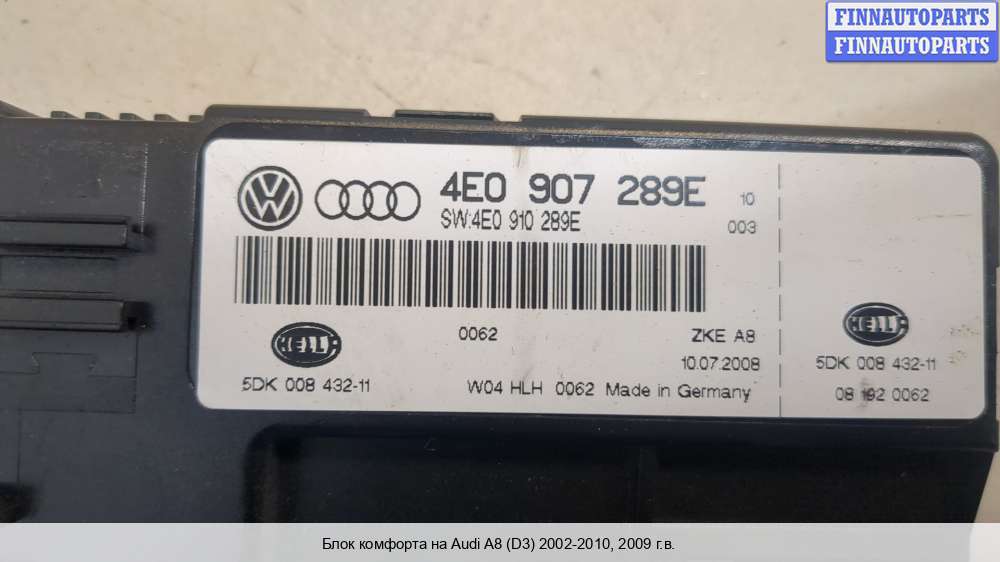 FINNAUTOPARTS
FINNAUTOPARTS
4E0 907 289E 10
SW:4E0 910 289E 003
0062 ZKE A8
HELLA
10.07.2008
5DK 008 432-11
W04 HLH 0062 Made in Germany
HELLA
5DK 008 432-11
08 192 0062
Блок комфорта на Audi A8 (D3) 2002-2010, 2009 г.в.